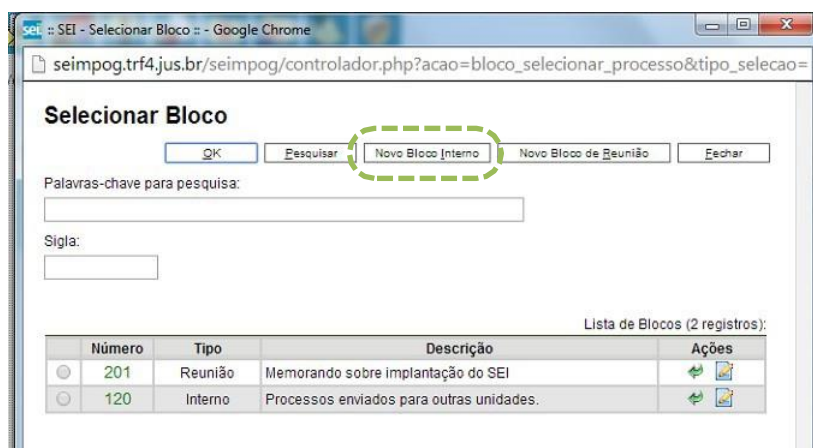 sei. :: SEI - Selecionar Bloco :: - Google Chrome
seimpog.trf4.jus.br/seimpog/controlador.php?acao=bloco_selecionar_processo&tipo_selecao=
Selecionar Bloco
OK Pesquisar Novo Bloco Interno Novo Bloco de Reunião Fechar
Palavras-chave para pesquisa:
Sigla:
Lista de Blocos (2 registros):
Número Tipo Descrição Ações
201 Reunião Memorando sobre implantação do SEI
120 Interno Processos enviados para outras unidades.